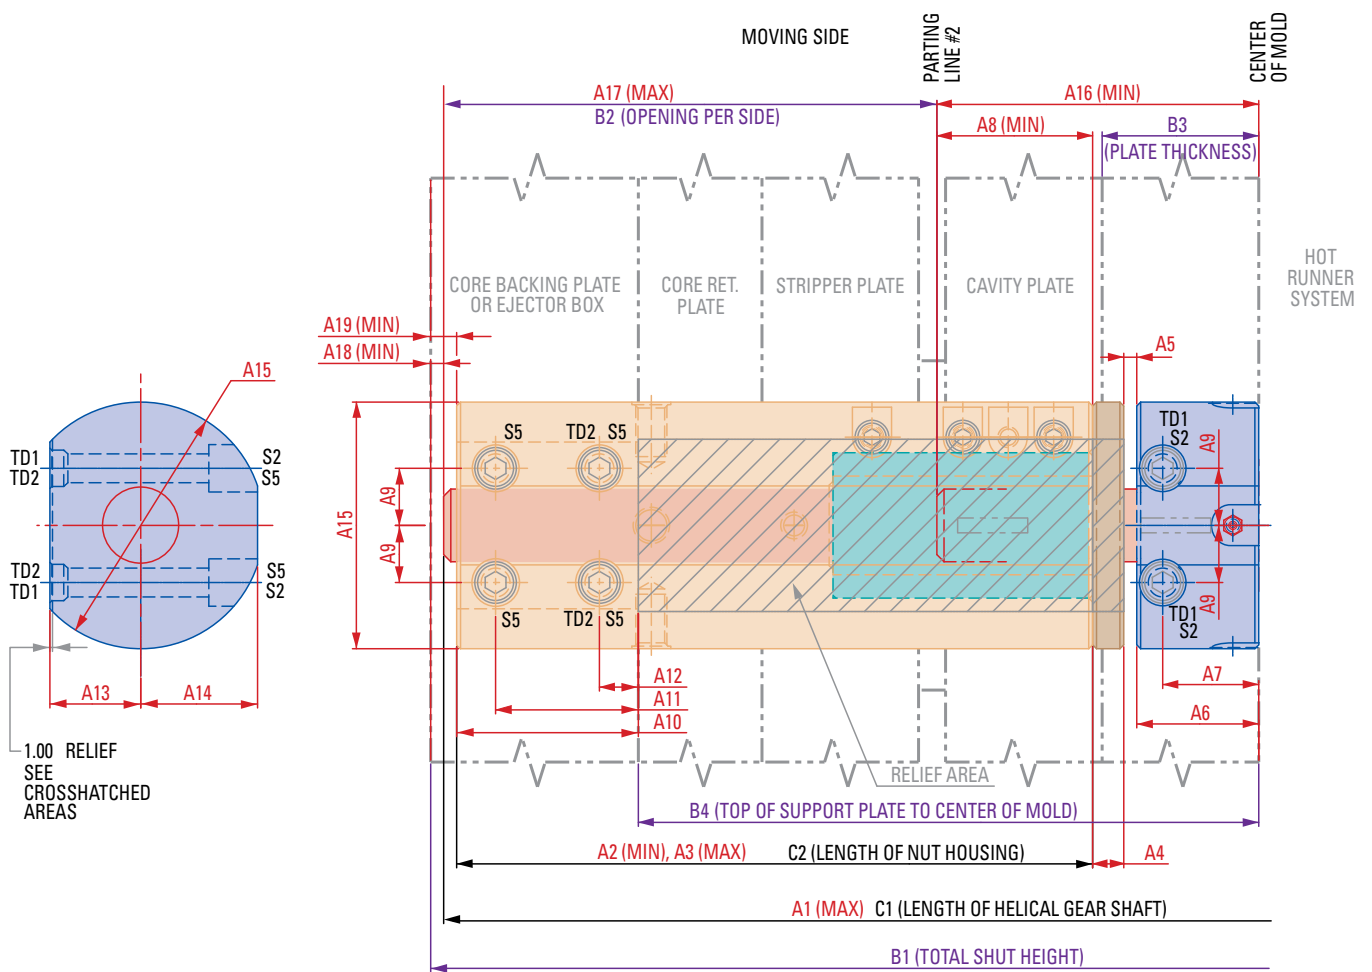 MOVING SIDE
PARTING
LINE #2
CENTER
OF MOLD
A17 (MAX)
B2 (OPENING PER SIDE)
A16 (MIN)
A8 (MIN)
B3
(PLATE THICKNESS)
CORE BACKING PLATE
OR EJECTOR BOX
CORE RET.
PLATE
STRIPPER PLATE
CAVITY PLATE
HOT
RUNNER
SYSTEM
A19 (MIN)
A18 (MIN)
A5
A15
TD1
TD2
S2
S5
TD2
TD1
S5
S2
A13
A14
1.00 RELIEF
SEE
CROSSHATCHED
AREAS
A15
A9
A9
S5
TD2 S5
S5
TD2 S5
TD1
S2
A9
A9
TD1
S2
A12
A11
A10
A7
A6
RELIEF AREA
B4 (TOP OF SUPPORT PLATE TO CENTER OF MOLD)
A2 (MIN), A3 (MAX) C2 (LENGTH OF NUT HOUSING)
A4
A1 (MAX) C1 (LENGTH OF HELICAL GEAR SHAFT)
B1 (TOTAL SHUT HEIGHT)